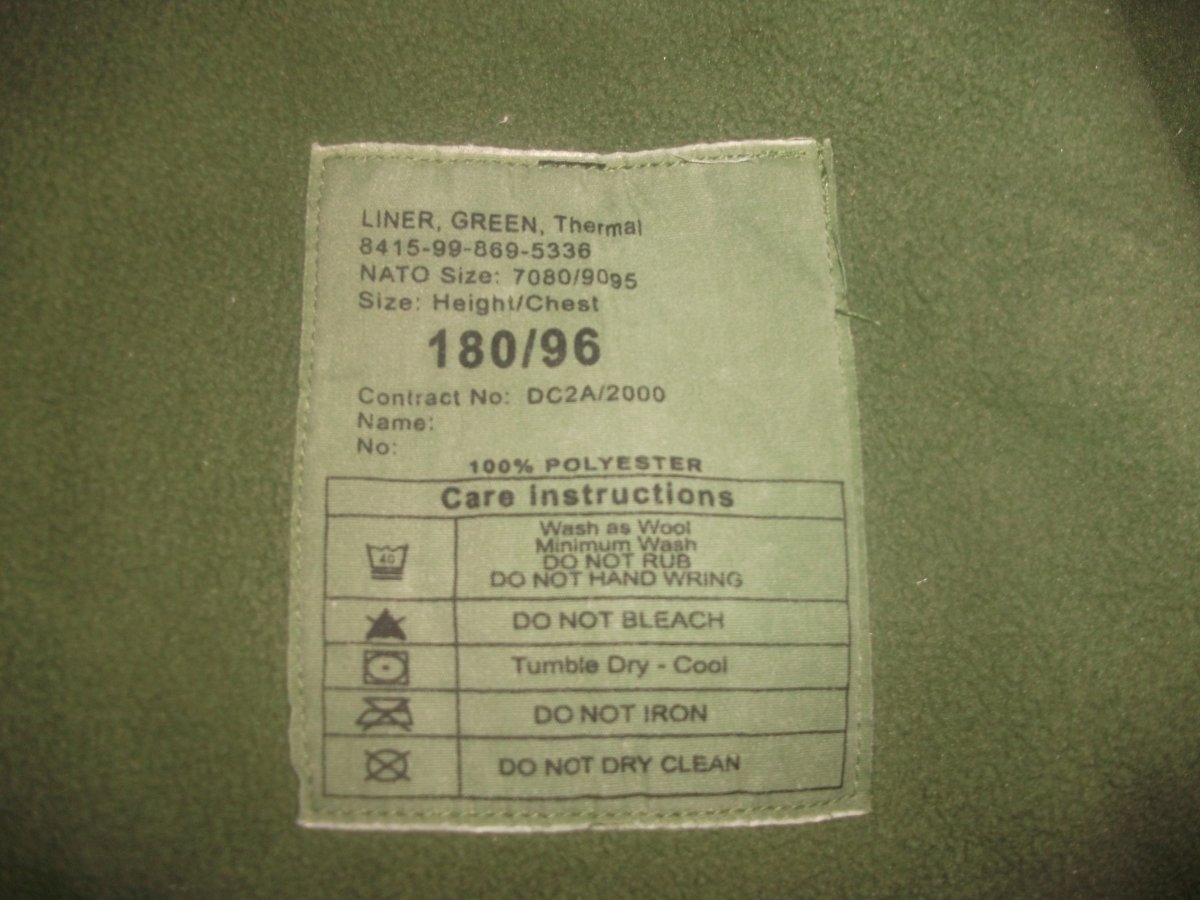 LINER, GREEN, Thermal
8415-99-869-5336
NATO Size: 7080/9095
Size: Height/Chest
180/96
Contract No: DC2A/2000
Name:
No:
100% POLYESTER
Care instructions
40
Wash as Wool
Minimum Wash
DO NOT RUB
DO NOT HAND WRING
DO NOT BLEACH
Tumble Dry - Cool
DO NOT IRON
DO NOT DRY CLEAN